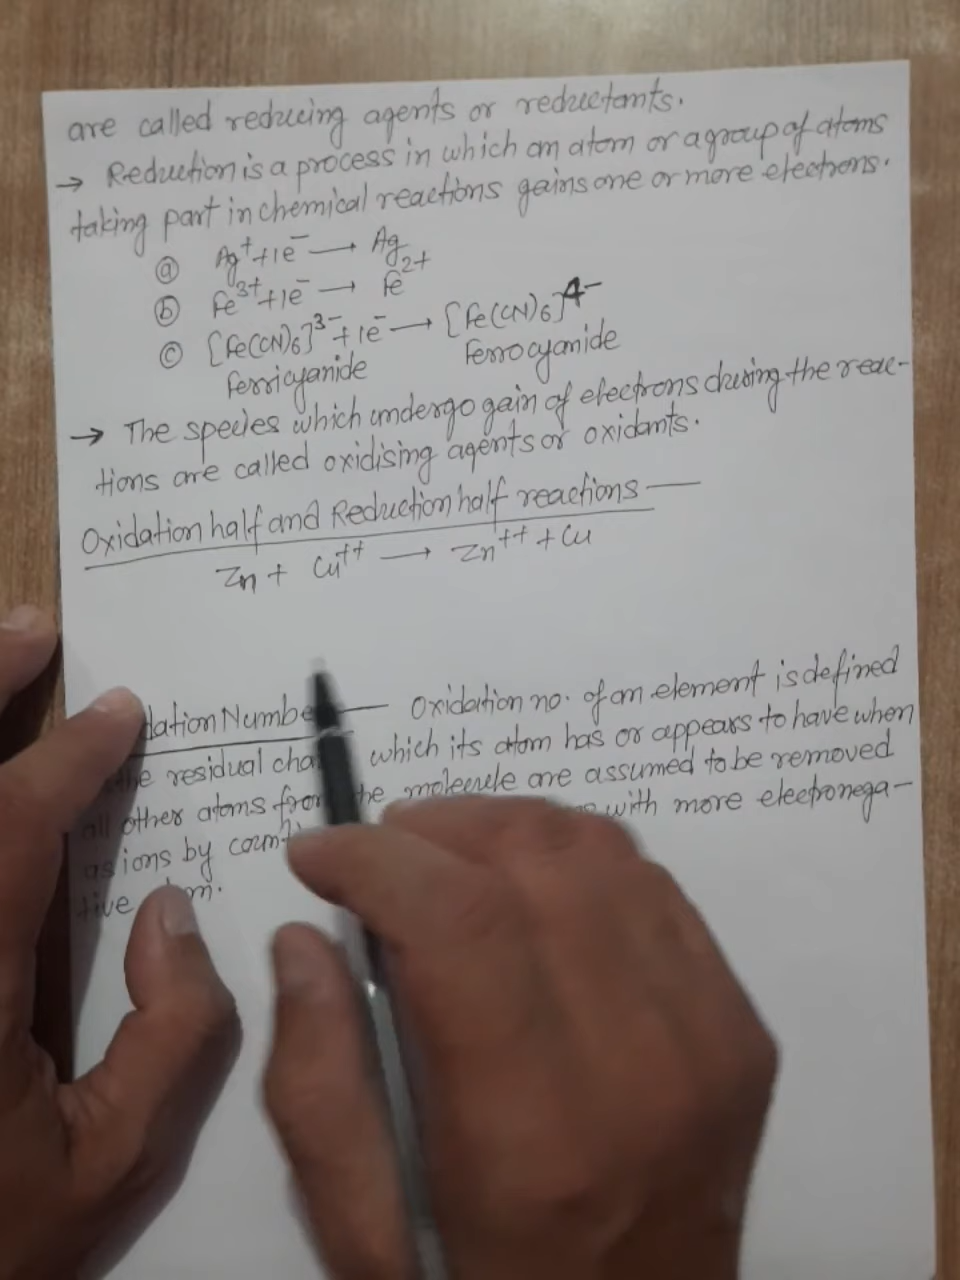 are called reducing agents or reductants.
→ Reduction is a process in which an atom or a group of atoms
taking part in chemical reactions gains one or more electrons.
ⓐ Ag⁺ + 1e⁻ ⟶ Ag
ⓑ Fe³⁺ + 1e⁻ ⟶ Fe²⁺
ⓒ [Fe(CN)6]³⁻ + 1e⁻ ⟶ [Fe(CN)6]⁴⁻
ferricyanide Ferrocyanide
→ The species which undergo gain of electrons during the reac-
tions are called oxidising agents or oxidants.
Oxidation half and Reduction half reactions —
Zn + Cu⁺⁺ ⟶ Zn⁺⁺ + Cu
dation Numbe — Oxidation no. of an element is defined
the residual cha which its atom has or appears to have when
all other atoms from the molecule are assumed to be removed
as ions by with more electronega-
tive